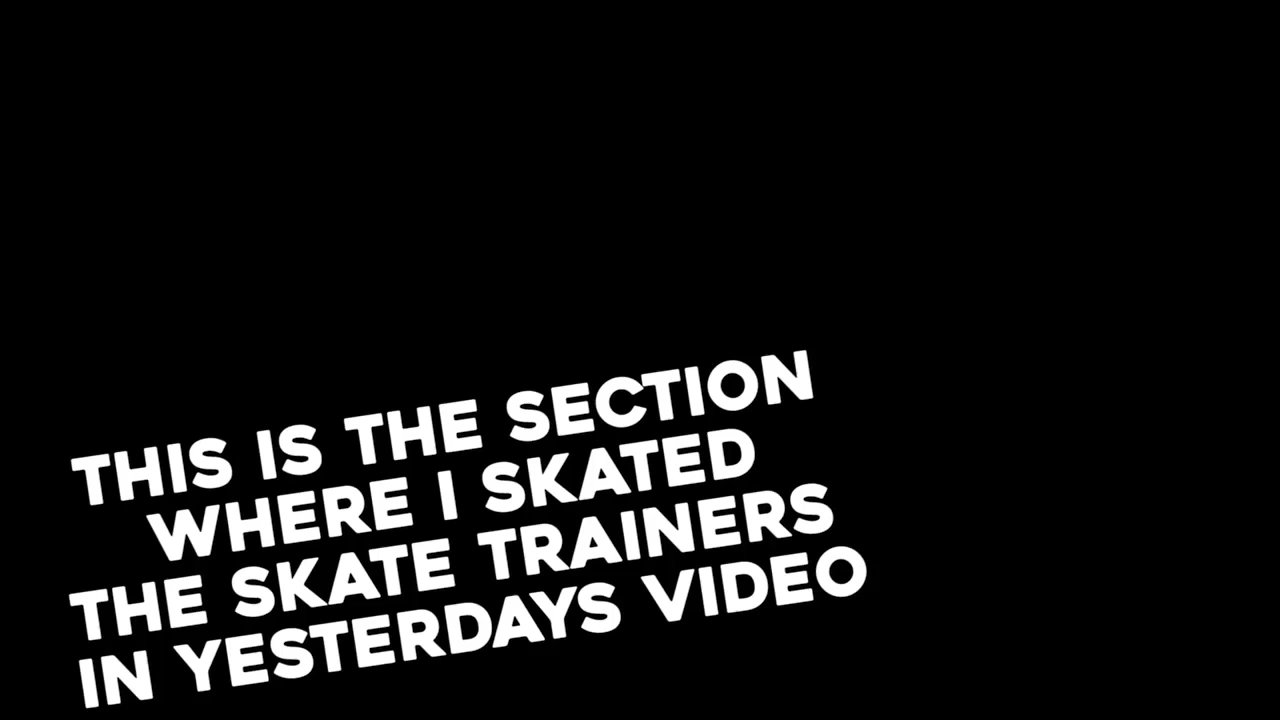 THIS IS THE SECTION
WHERE I SKATED
THE SKATE TRAINERS
IN YESTERDAYS VIDEO